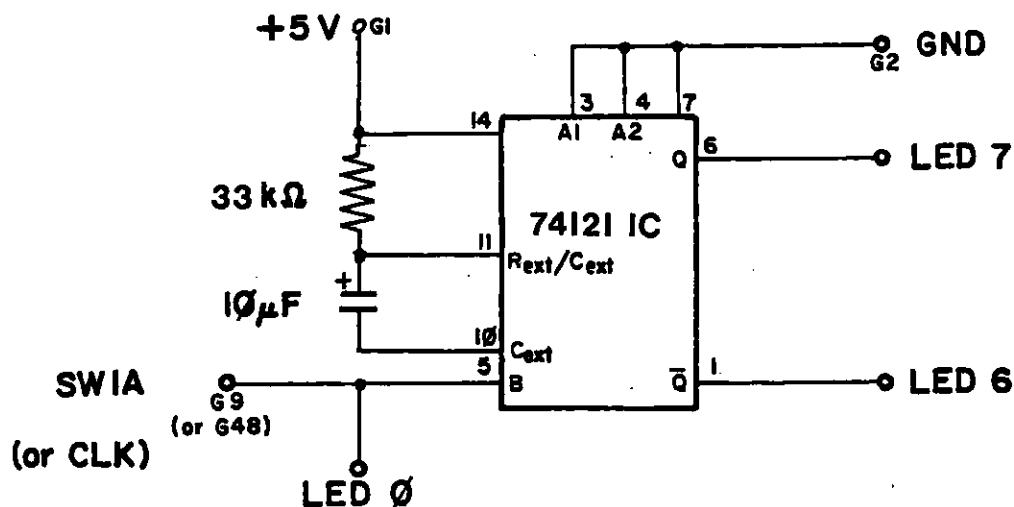 +5V G1
GND
G2
3 4 7
14
A1 A2
6
Q
LED 7
33 kΩ
74121 IC
11
Rext/Cext
+
10μF
10
Cext
5
B
1
Q̅
LED 6
SW1A
G9
(or G48)
(or CLK)
LED 0